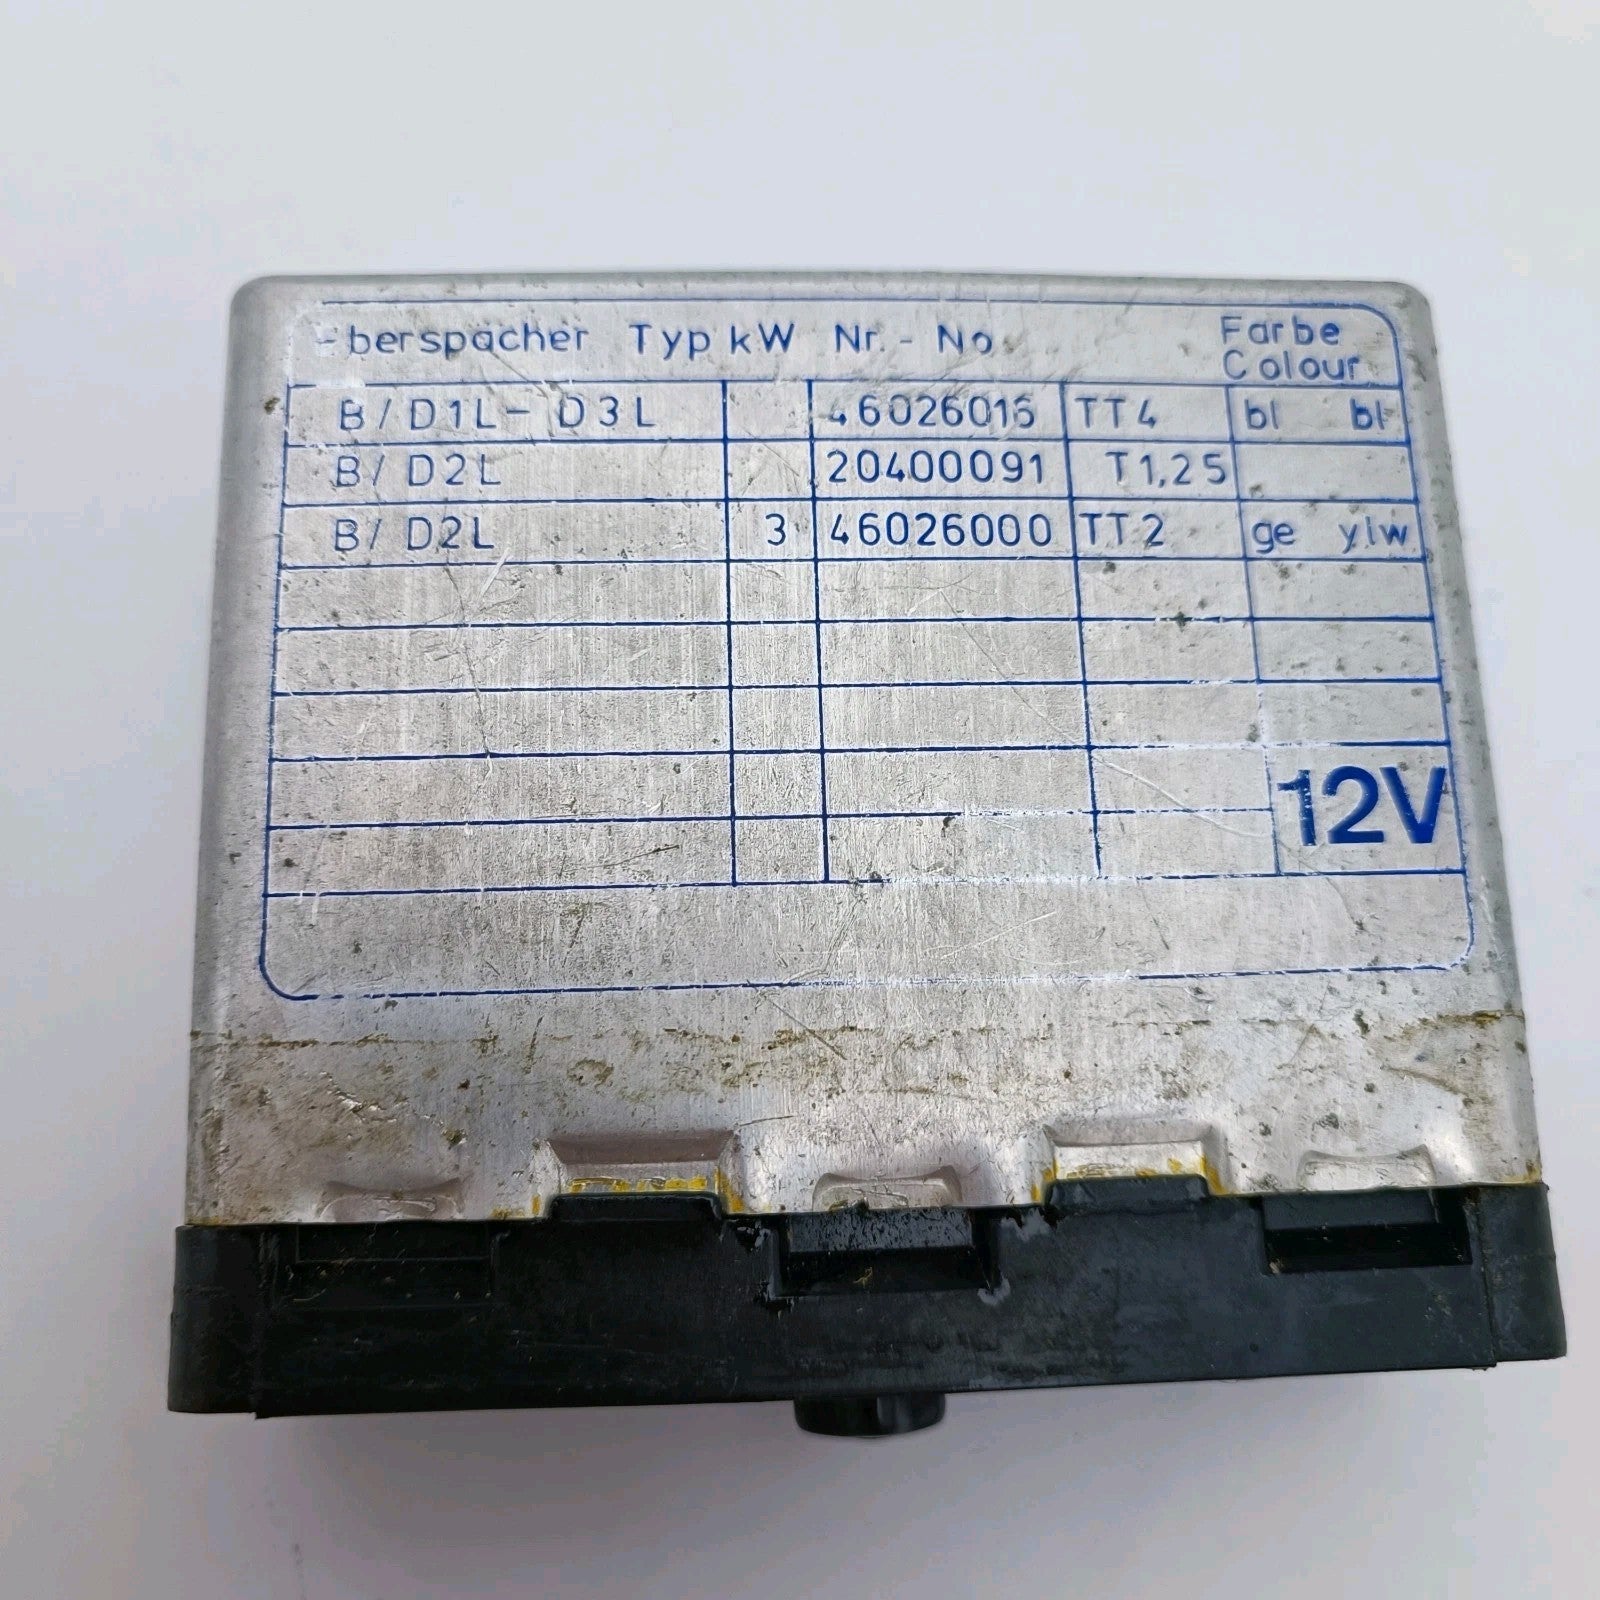 Eberspächer Typ kW Nr. - No Farbe
Colour
B/D1L- D3L 46026016 TT4 bl bl
B/ D2L 20400091 T1,25
B/ D2L 3 46026000 TT2 ge ylw
12V